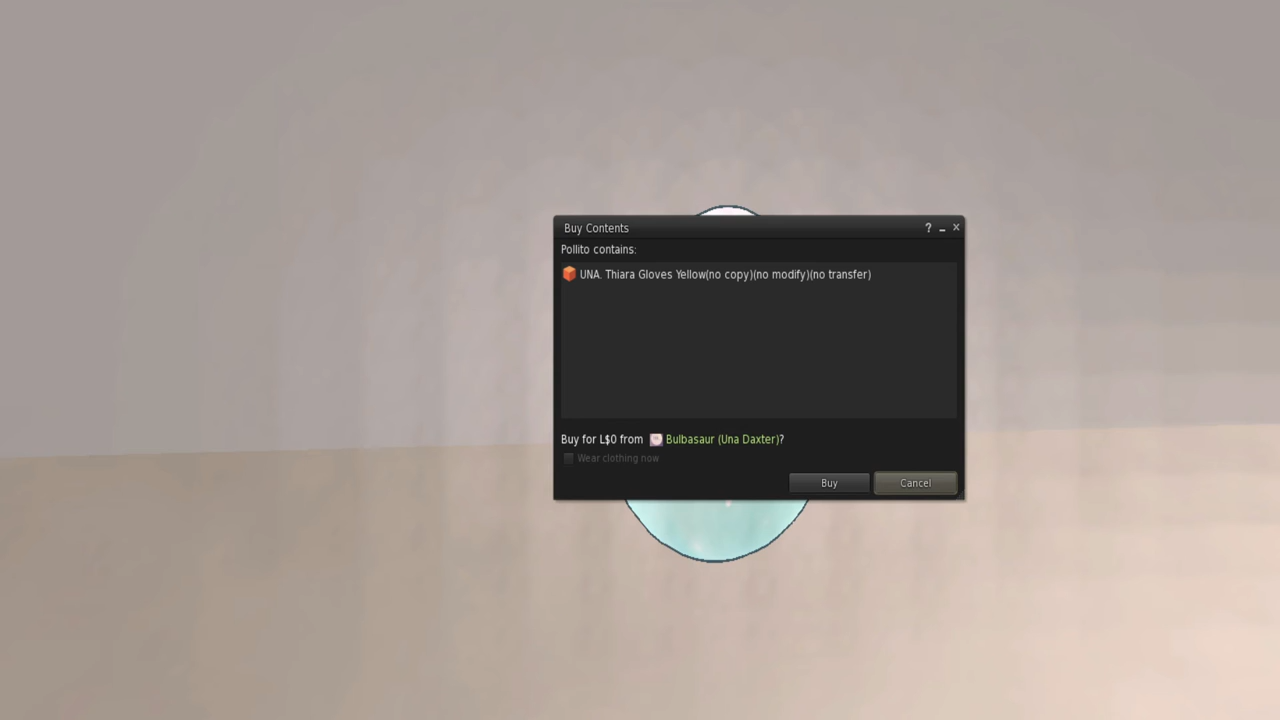 Buy Contents ? _ ×
Pollito contains:
UNA. Thiara Gloves Yellow(no copy)(no modify)(no transfer)
Buy for L$0 from Bulbasaur (Una Daxter)?
Wear clothing now
Buy Cancel